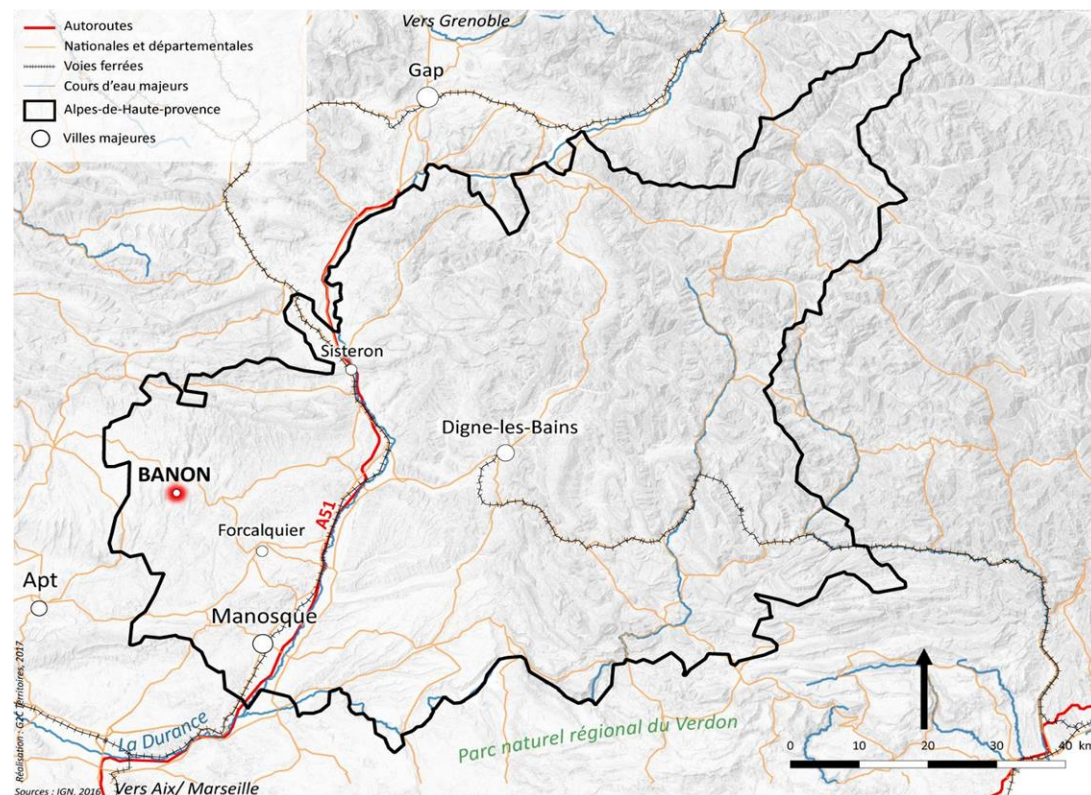 Autoroutes
Nationales et départementales
Voies ferrées
Cours d'eau majeurs
Alpes-de-Haute-provence
Villes majeures
Vers Grenoble
Gap
Sisteron
Digne-les-Bains
BANON
A51
Forcalquier
Apt
Manosque
La Durance
Parc naturel régional du Verdon
0 10 20 30 40 km
Vers Aix/ Marseille
Réalisation : G2C Territoires, 2017
Sources : IGN, 2016